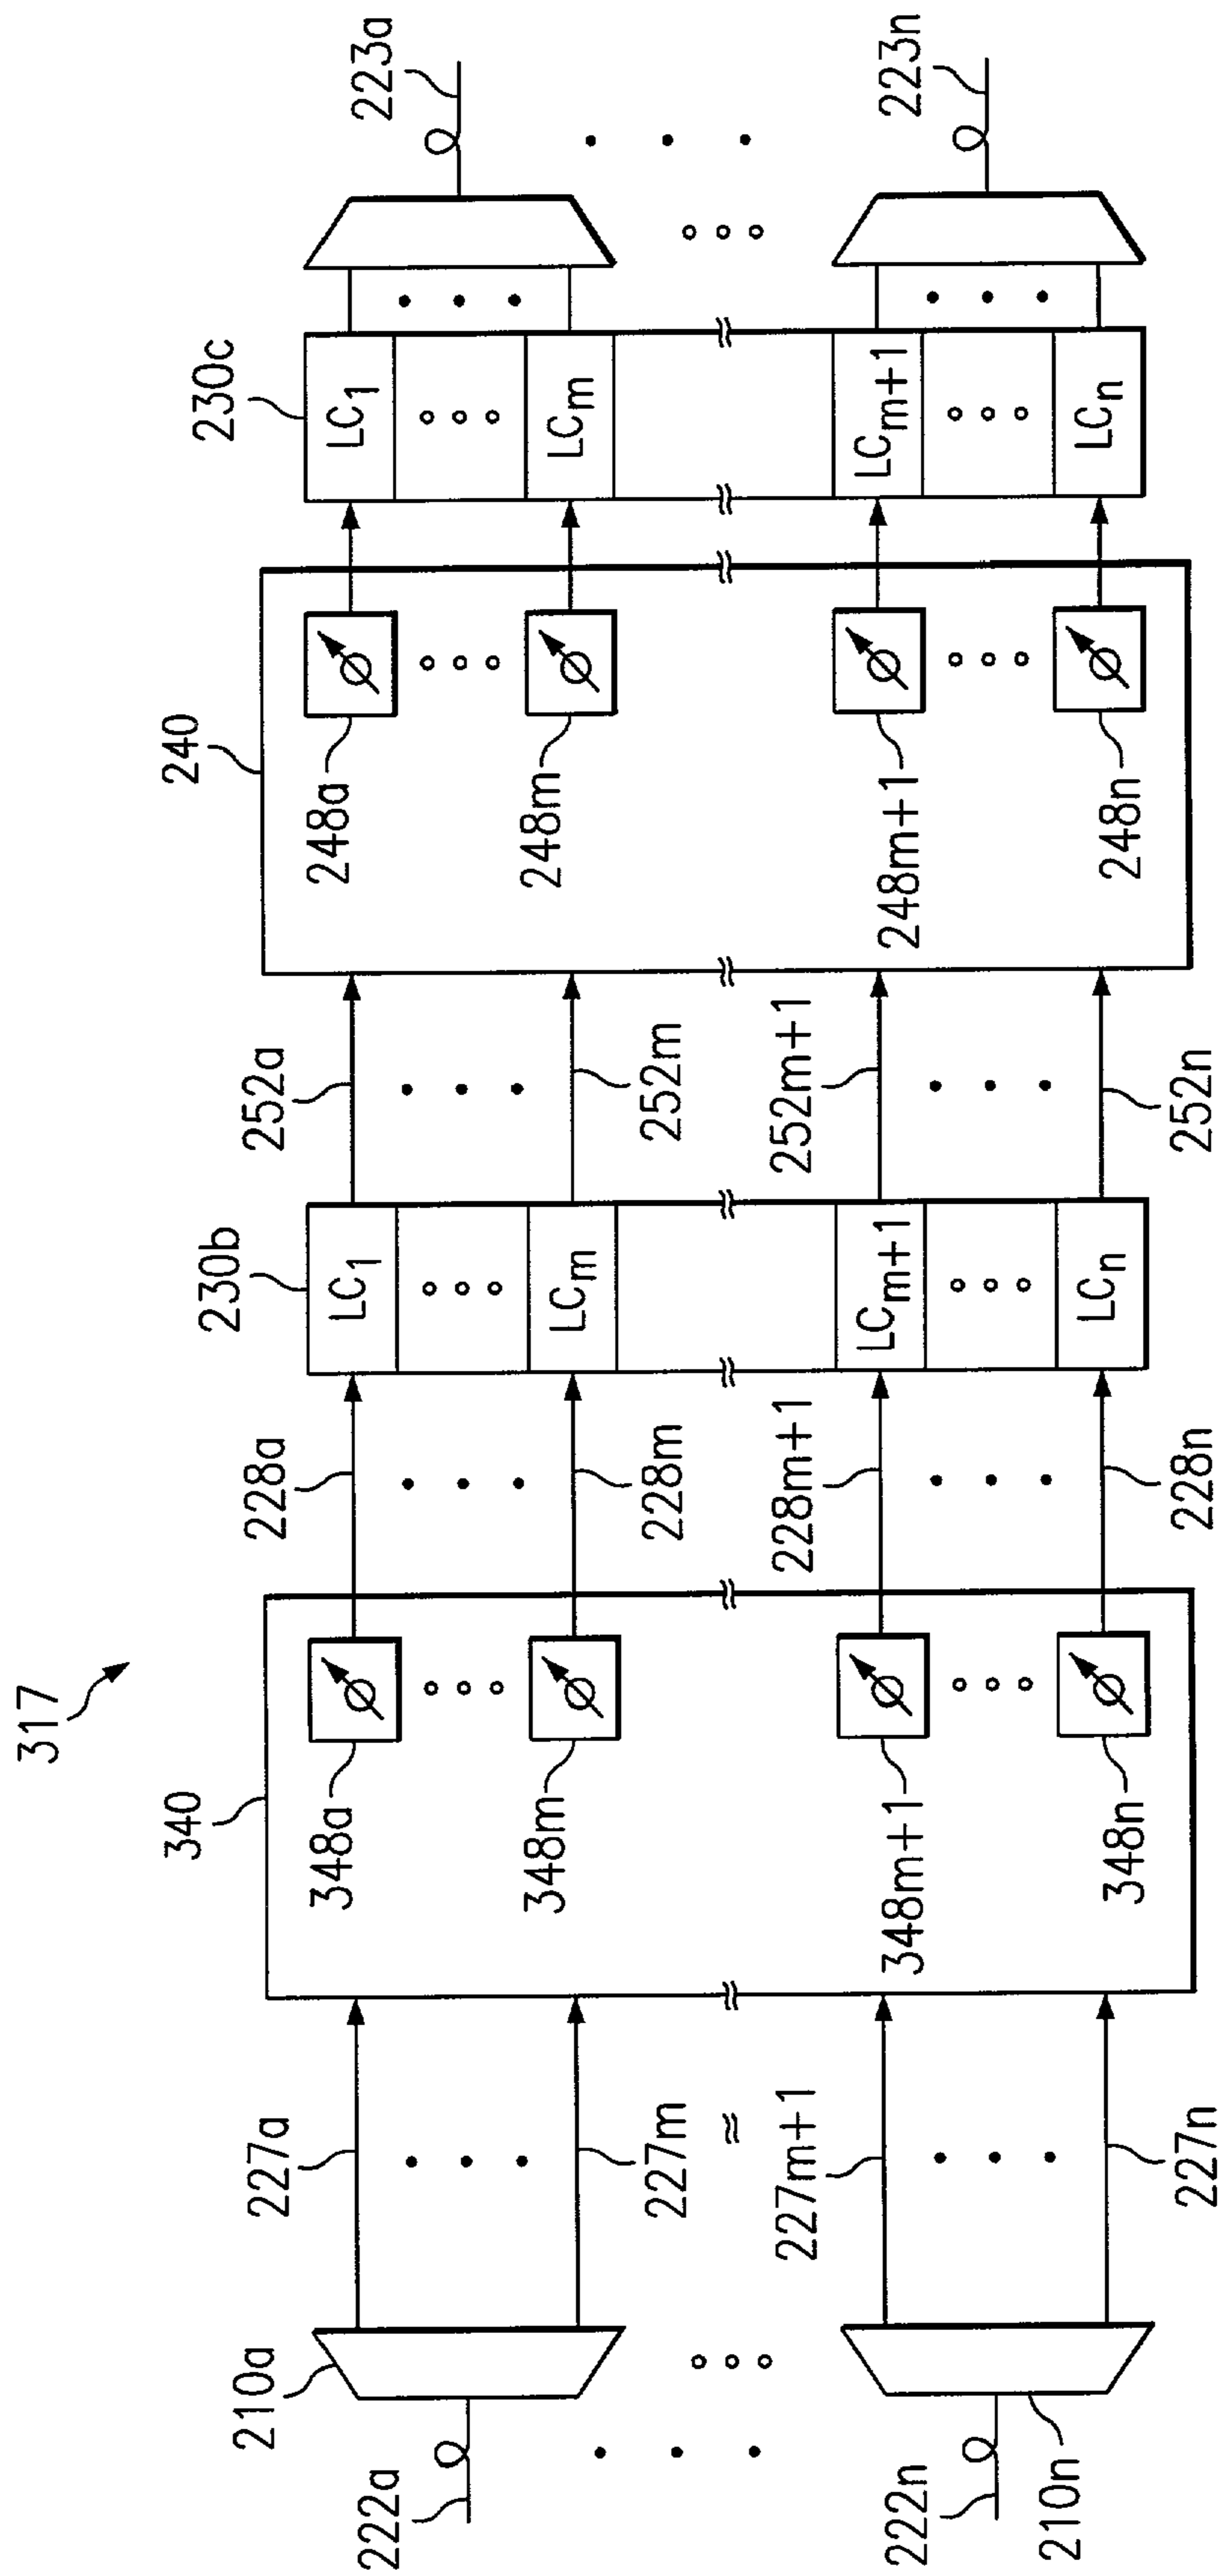 317
222a
210a
227a
340
348a
228a
230b
LC1
252a
240
248a
230c
LC1
223a
227m
348m
228m
LCm
252m
248m
LCm
227m+1
348m+1
228m+1
LCm+1
252m+1
248m+1
LCm+1
222n
210n
227n
348n
228n
LCn
252n
248n
LCn
223n